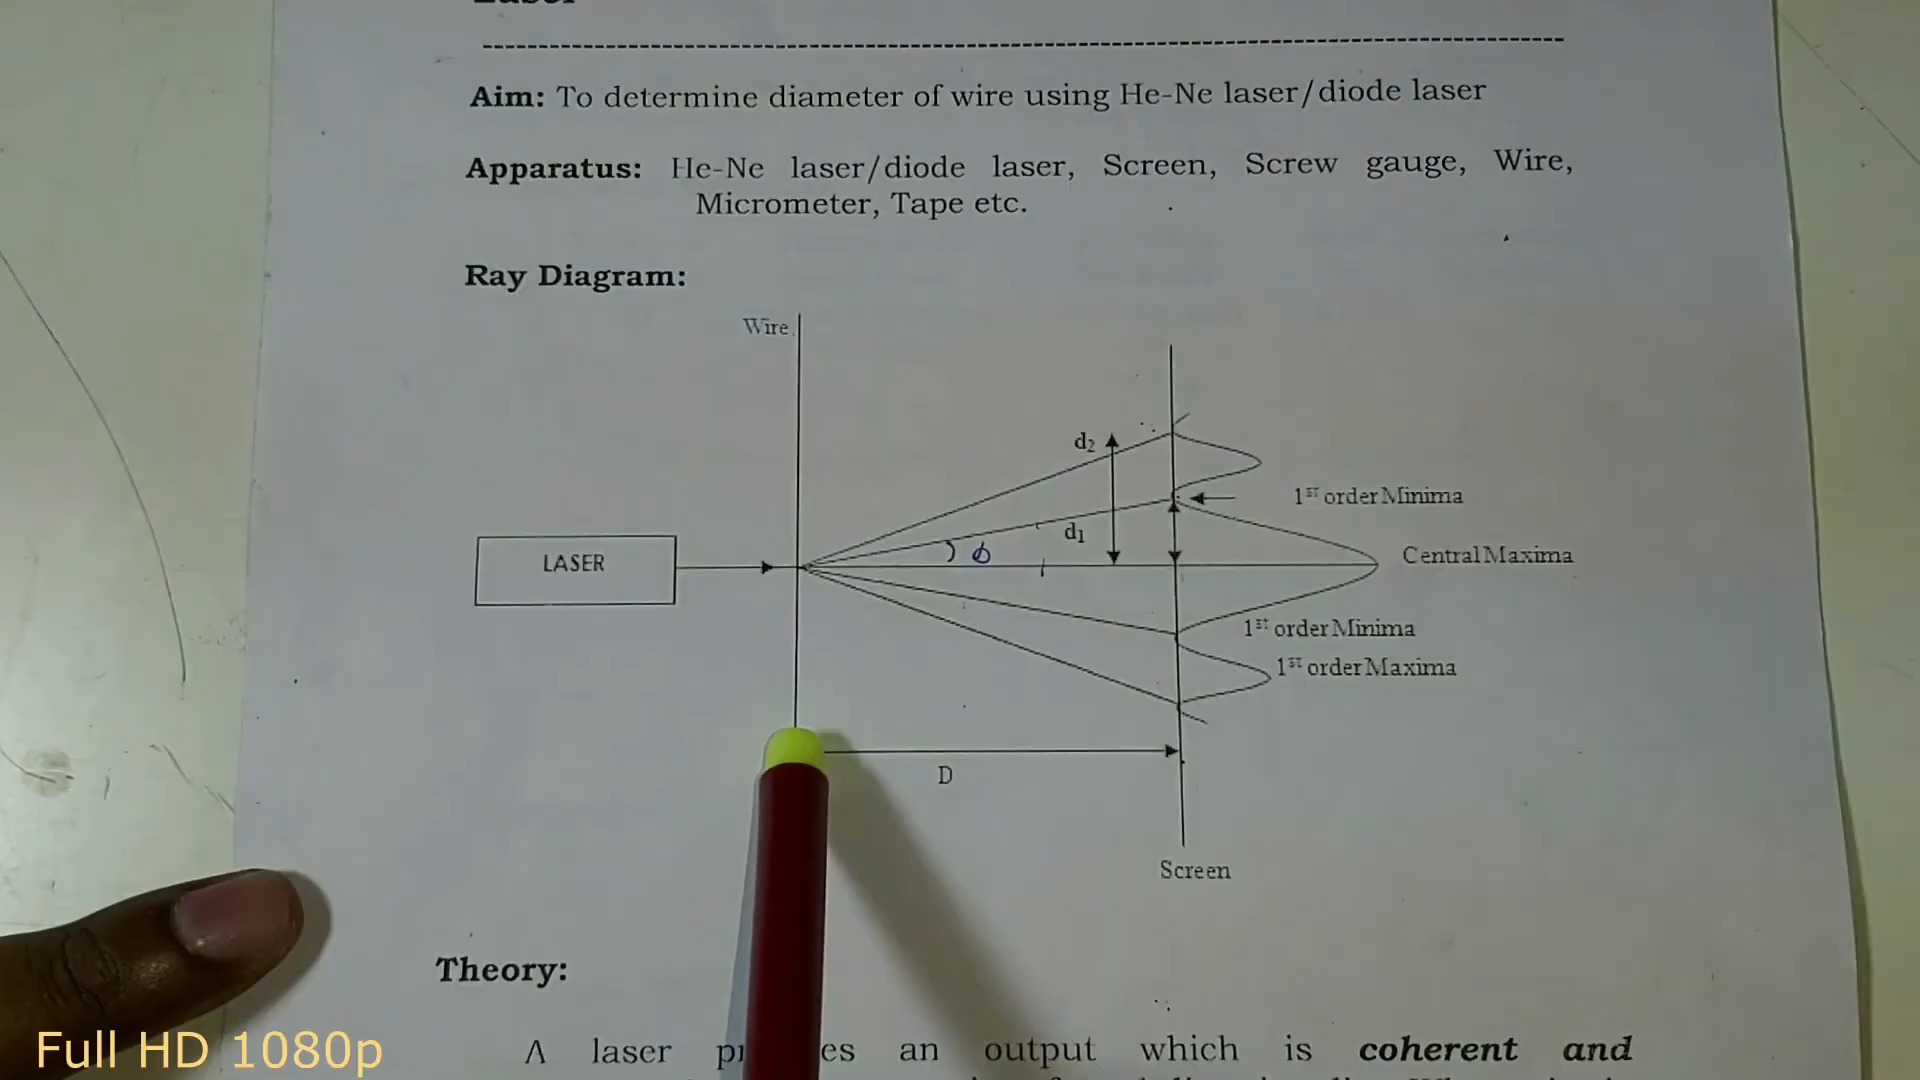 Laser
Aim: To determine diameter of wire using He-Ne laser/diode laser
Apparatus: He-Ne laser/diode laser, Screen, Screw gauge, Wire,
Micrometer, Tape etc.
Ray Diagram:
Wire
d2
1ST order Minima
d1
ϕ
LASER
Central Maxima
1ST order Minima
1ST order Maxima
D
Screen
Theory:
A laser an output which is coherent and
Full HD 1080p